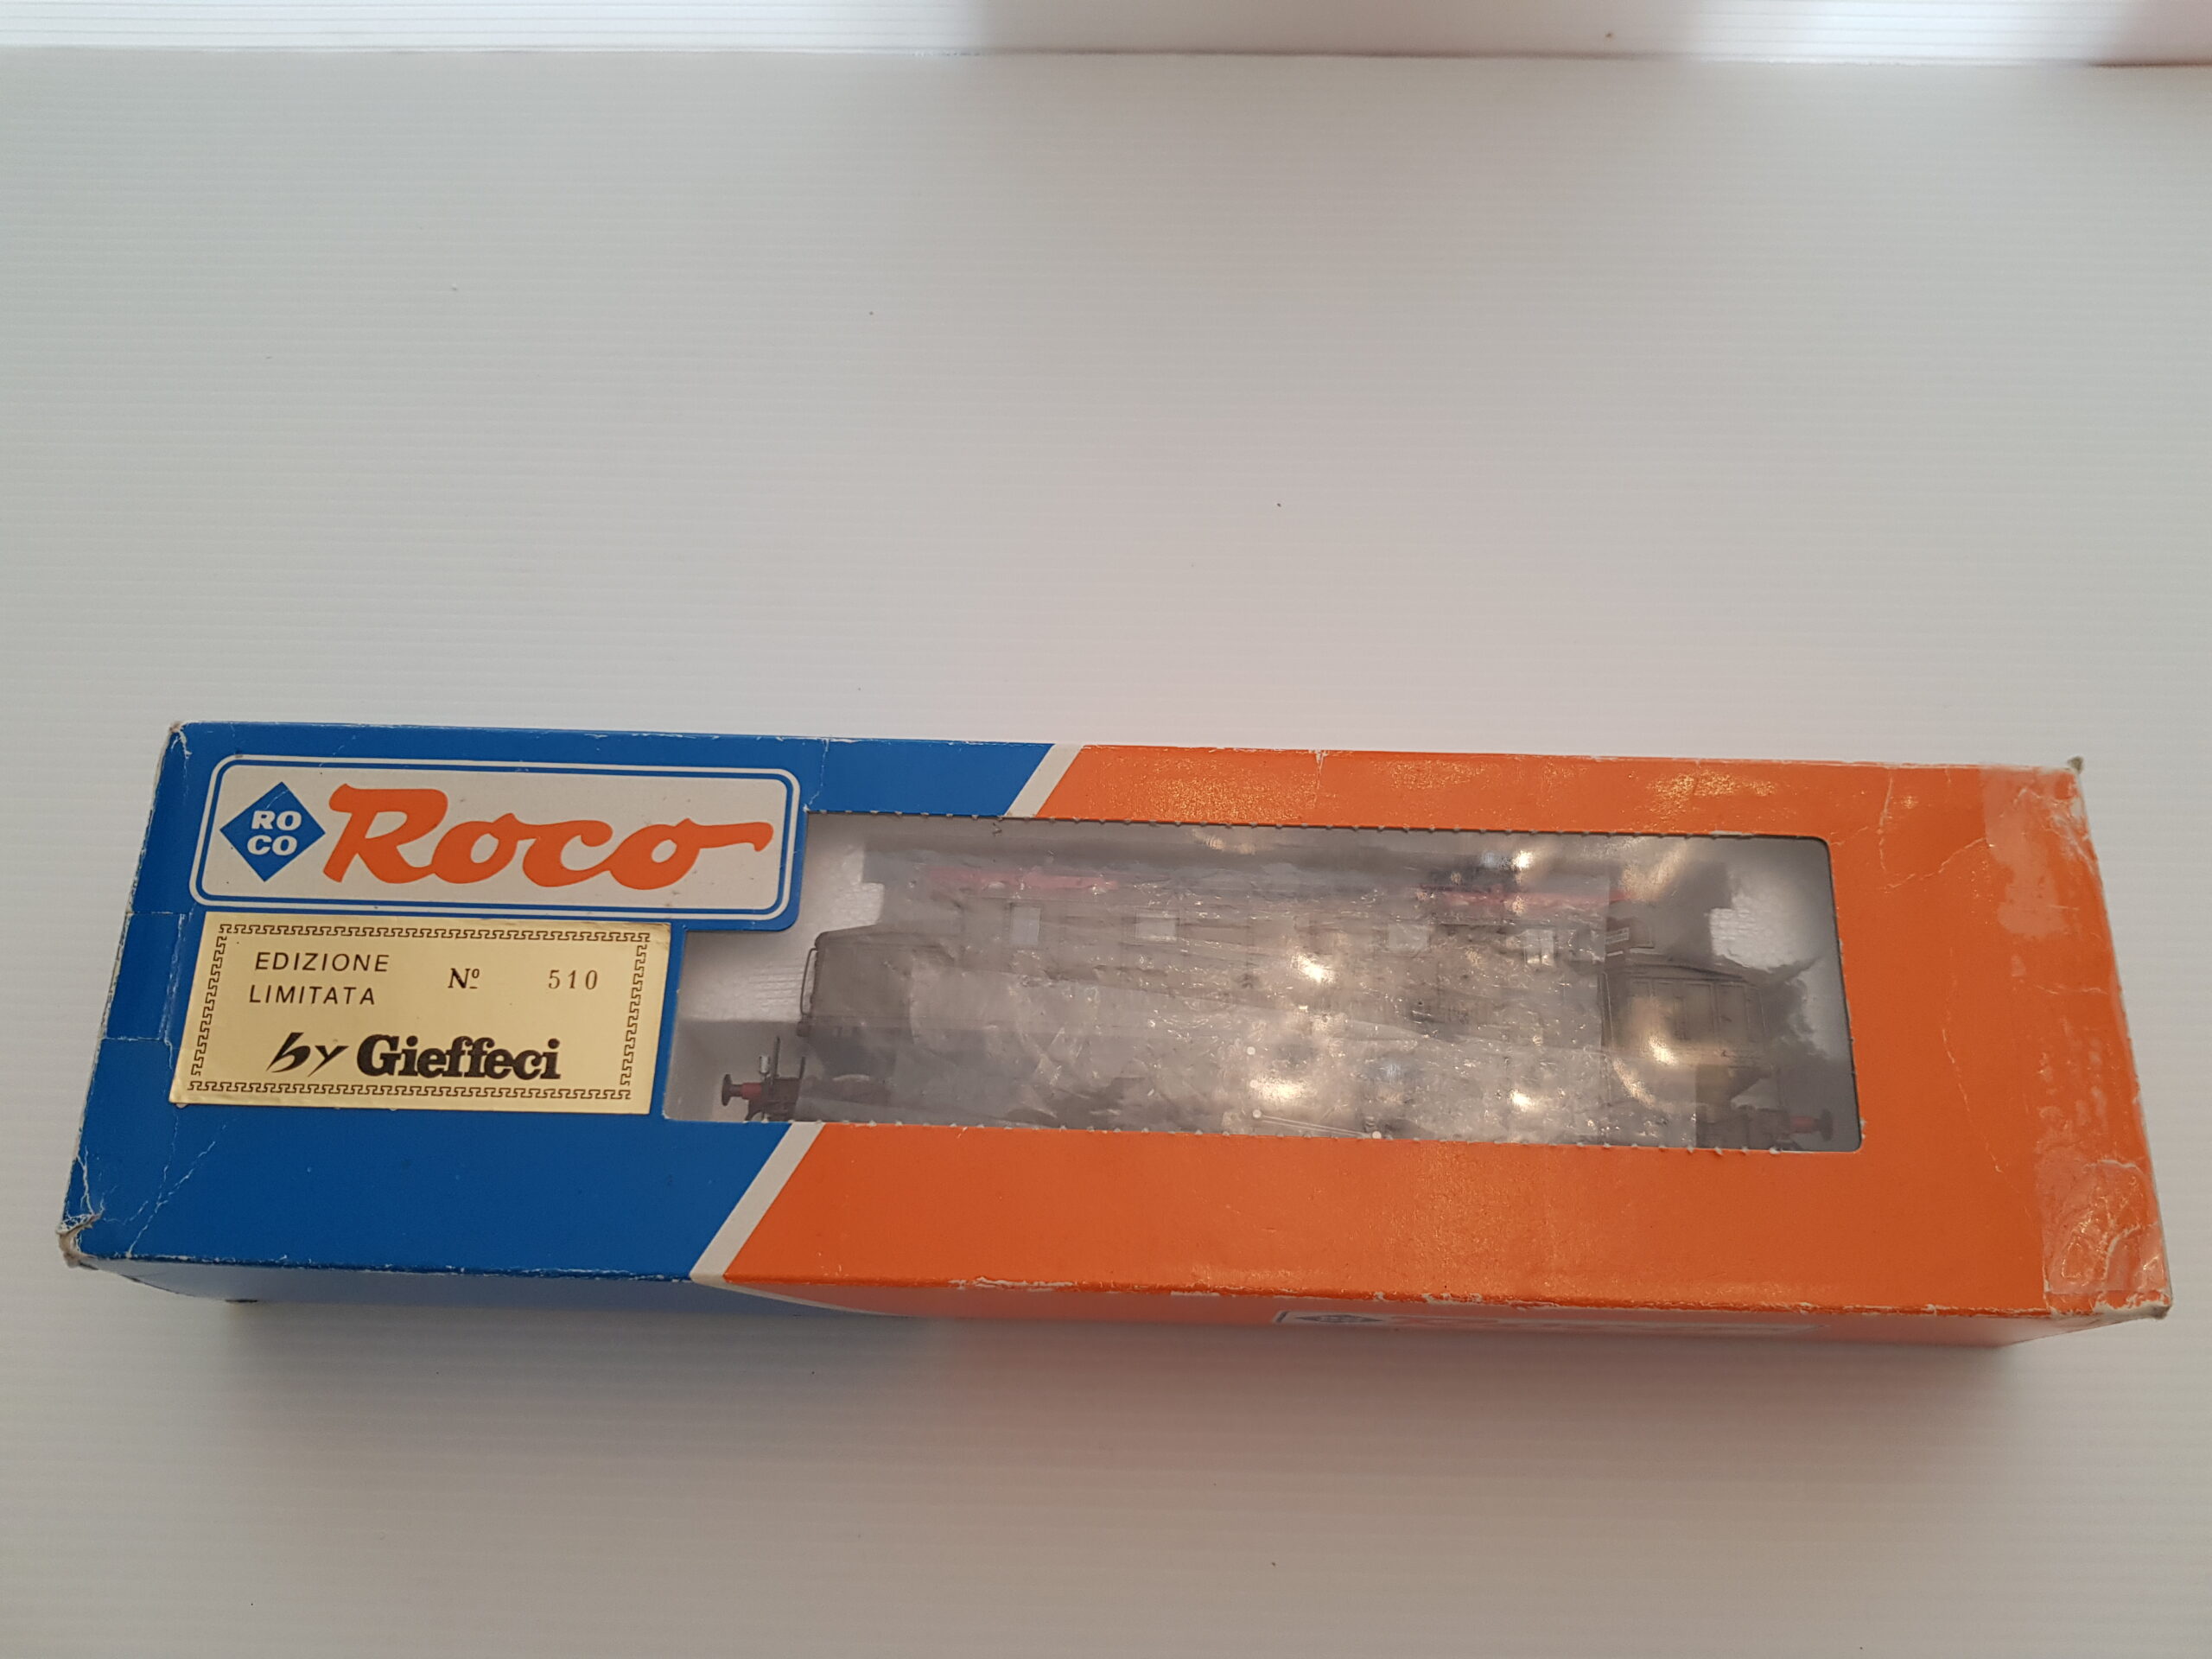 RO
CO
Roco
EDIZIONE
LIMITATA
Nº 510
by Gieffeci